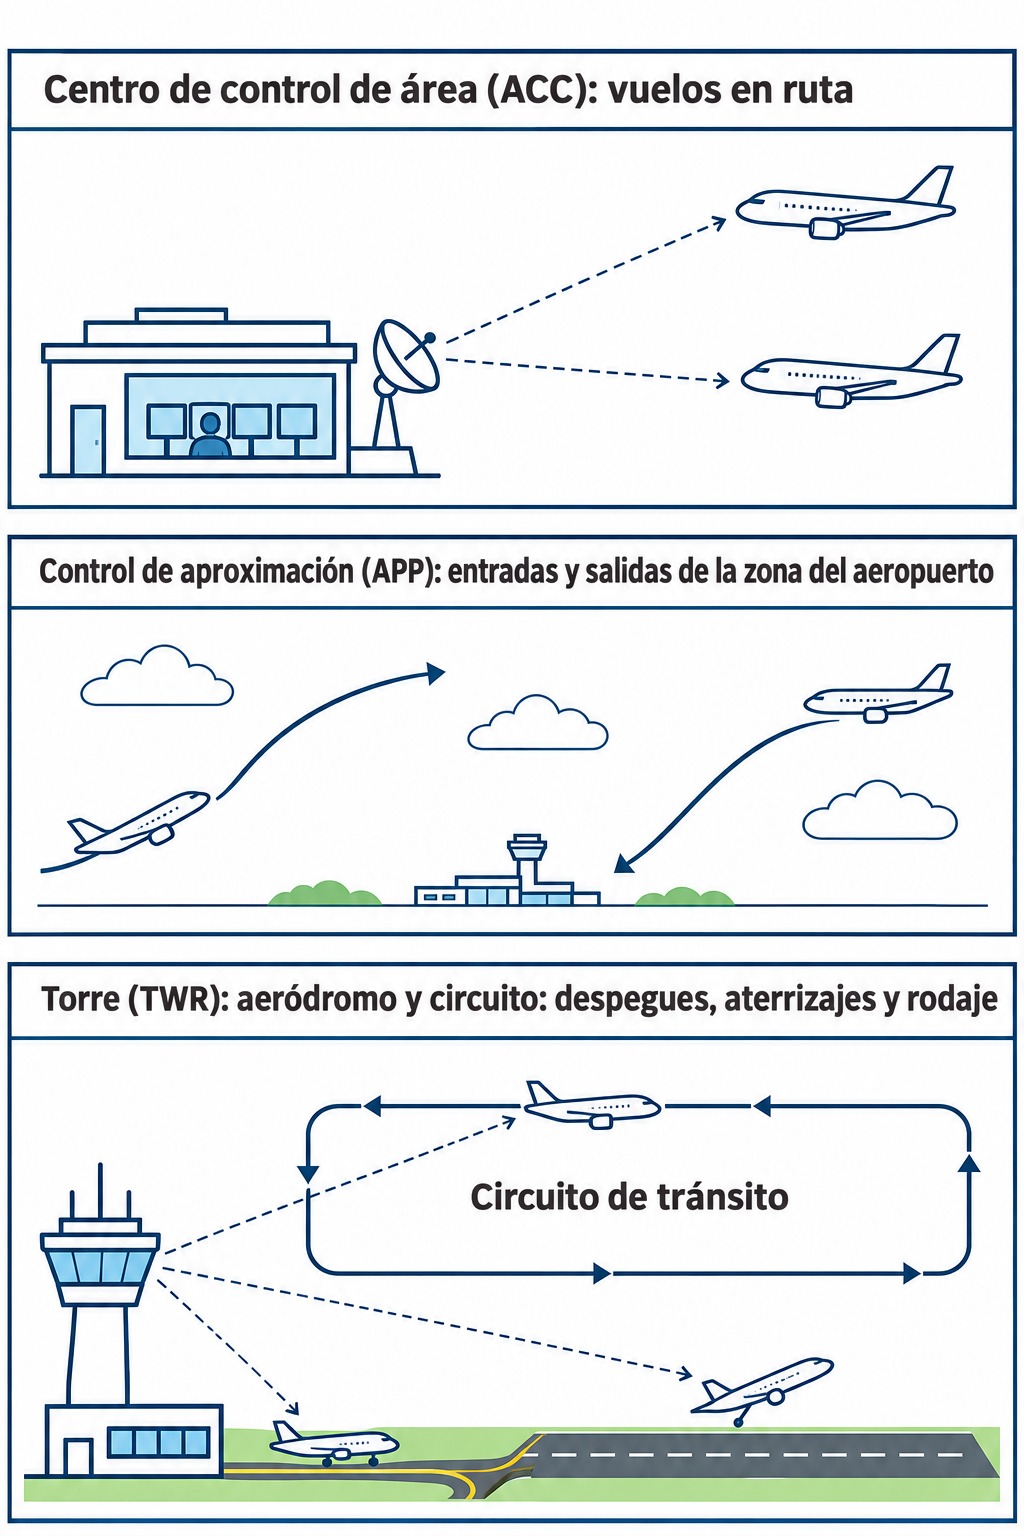 Centro de control de área (ACC): vuelos en ruta
Control de aproximación (APP): entradas y salidas de la zona del aeropuerto
Torre (TWR): aeródromo y circuito: despegues, aterrizajes y rodaje
Circuito de tránsito